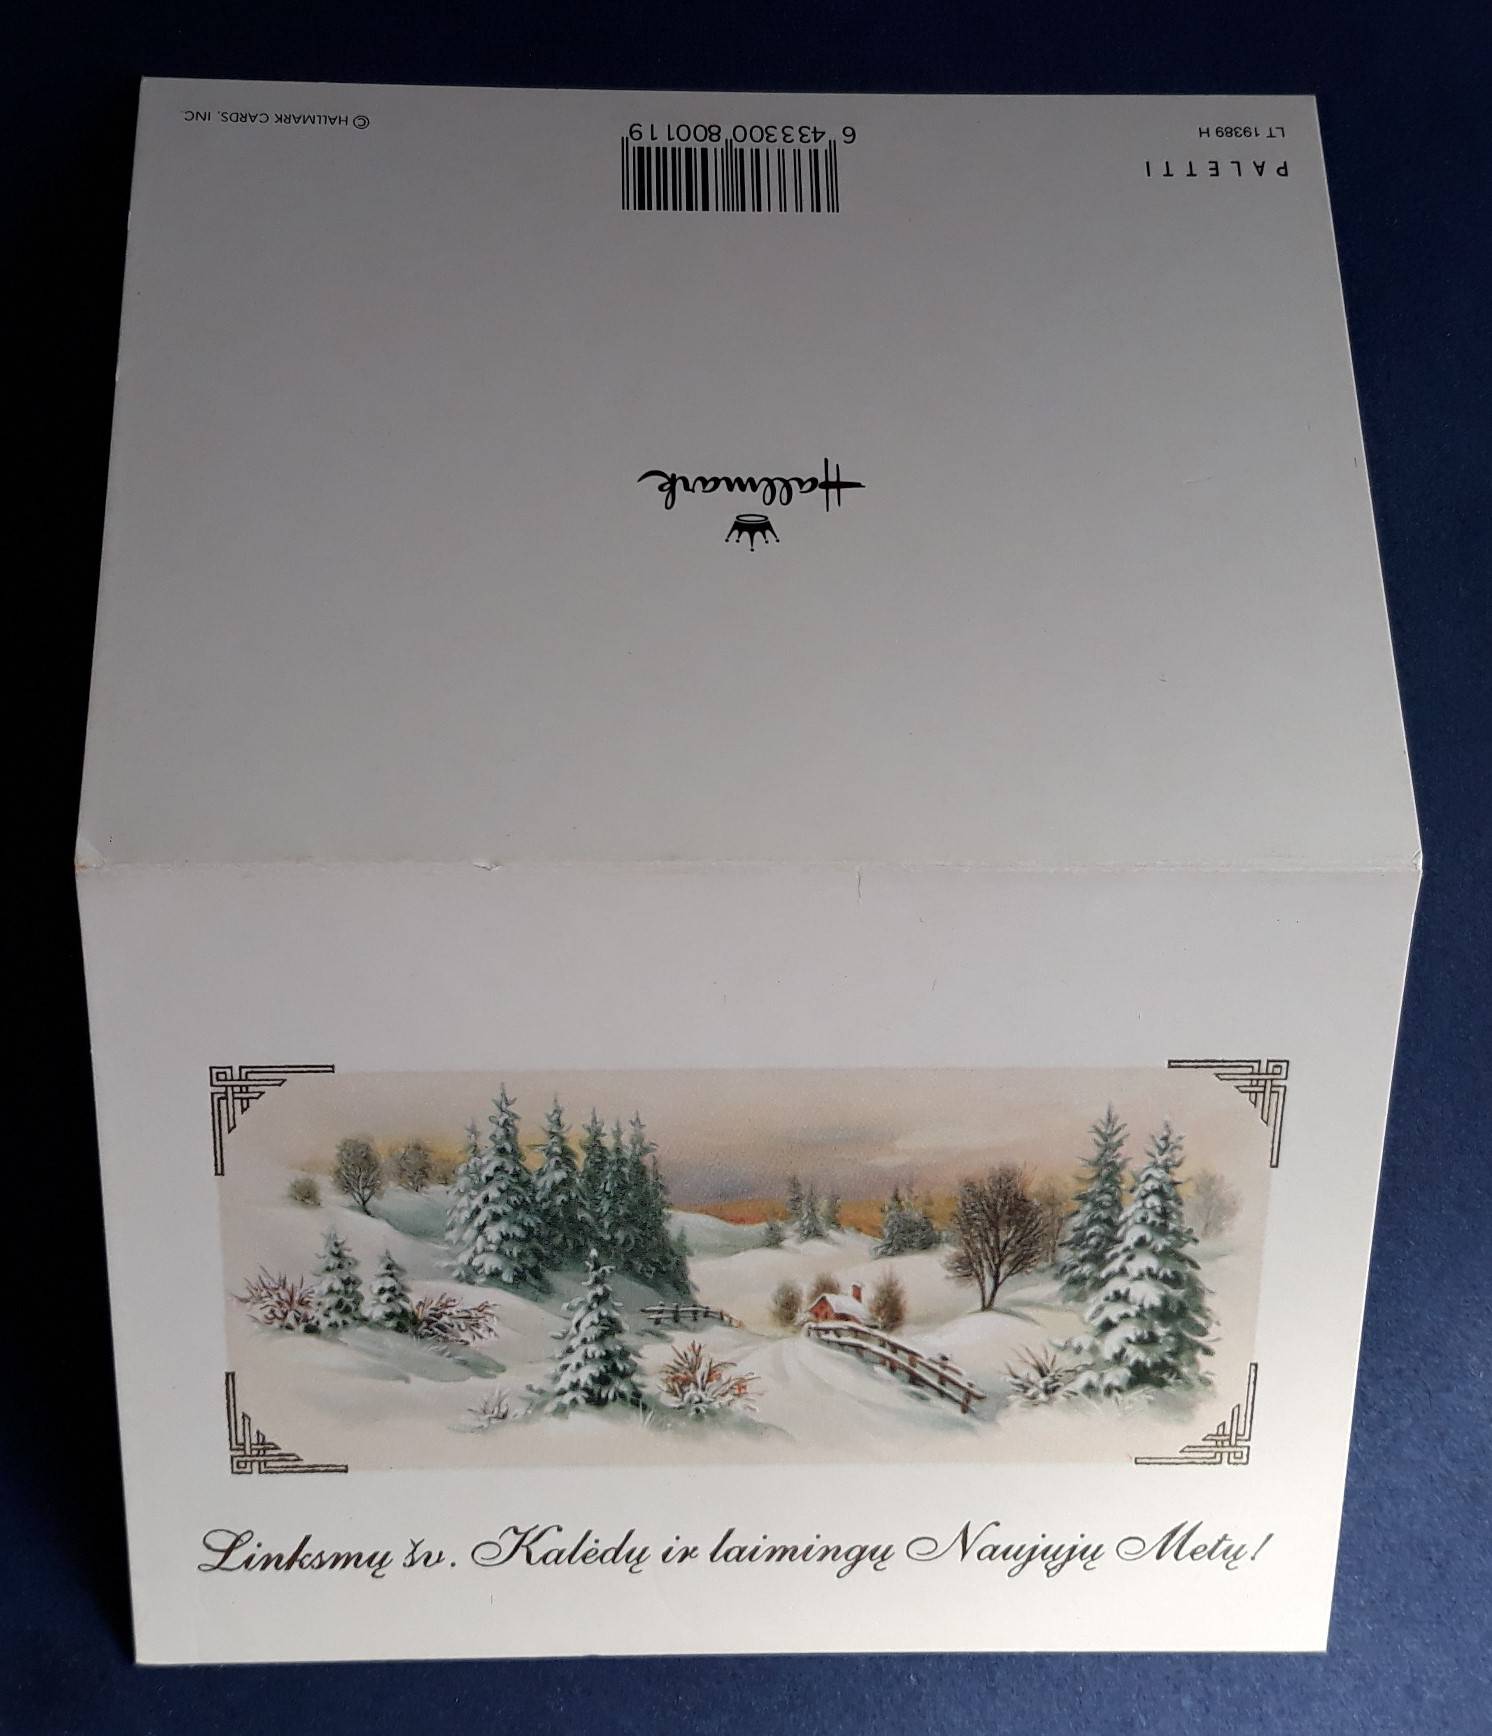 © HALLMARK CARDS, INC.
6 433300 800119
LT 19389 H
PALETTI
Hallmark
Linksmų šv. Kalėdų ir laimingų Naujųjų Metų!